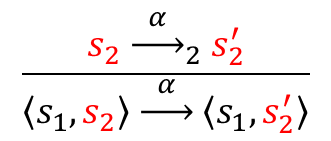 s₂ —α→₂ s₂′
⟨s₁, s₂⟩ —α→ ⟨s₁, s₂′⟩